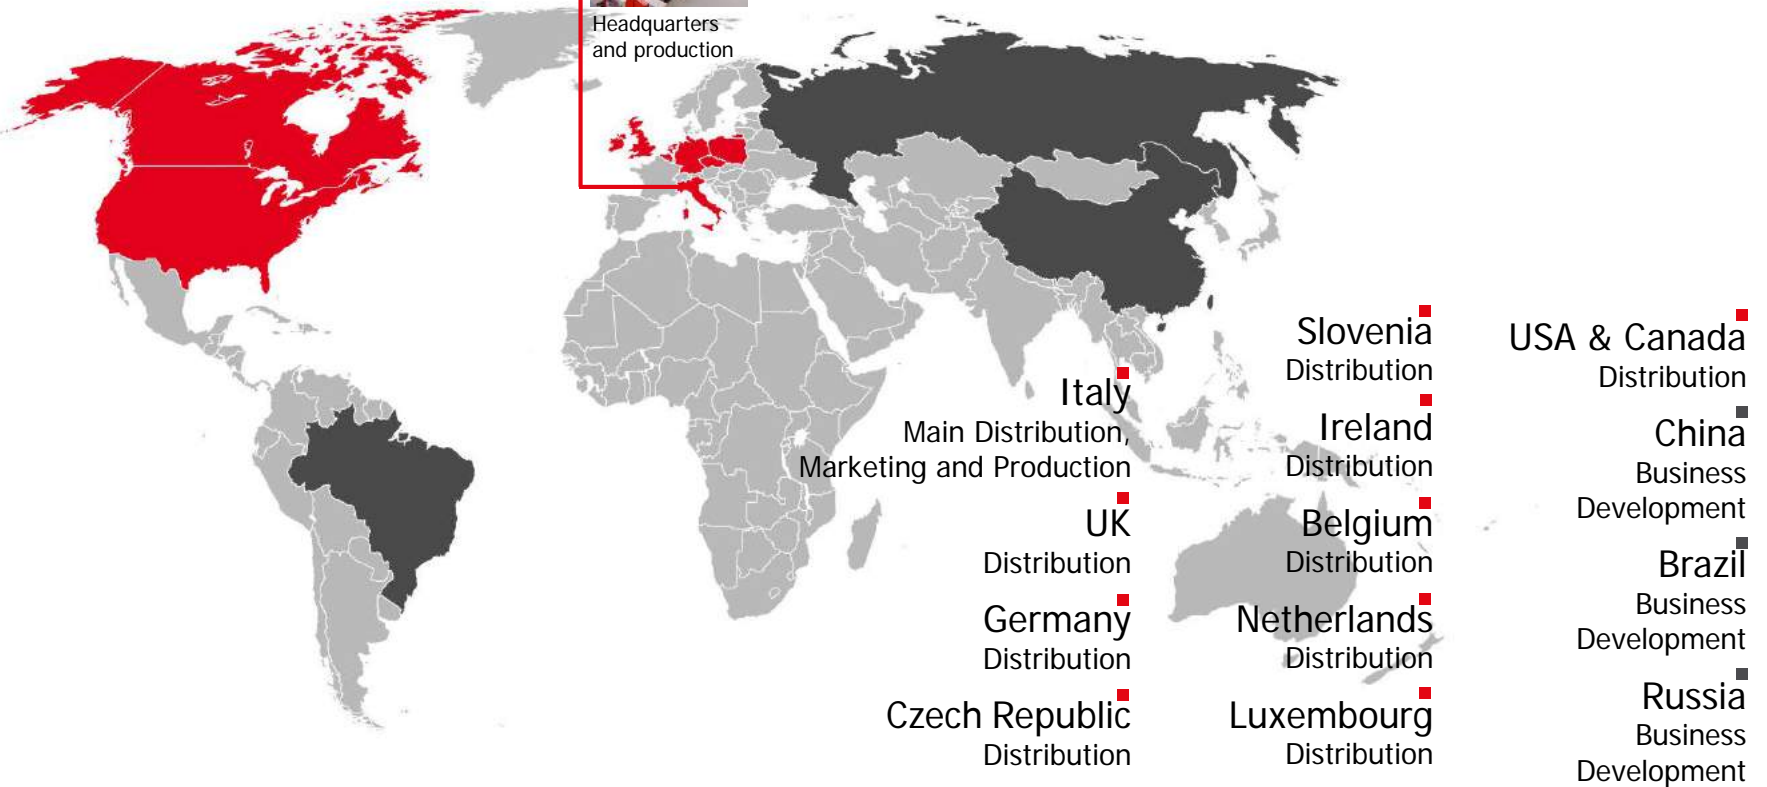 Headquarters
and production
Italy
Main Distribution,
Marketing and Production
UK
Distribution
Germany
Distribution
Czech Republic
Distribution
Slovenia
Distribution
Ireland
Distribution
Belgium
Distribution
Netherlands
Distribution
Luxembourg
Distribution
USA & Canada
Distribution
China
Business
Development
Brazil
Business
Development
Russia
Business
Development